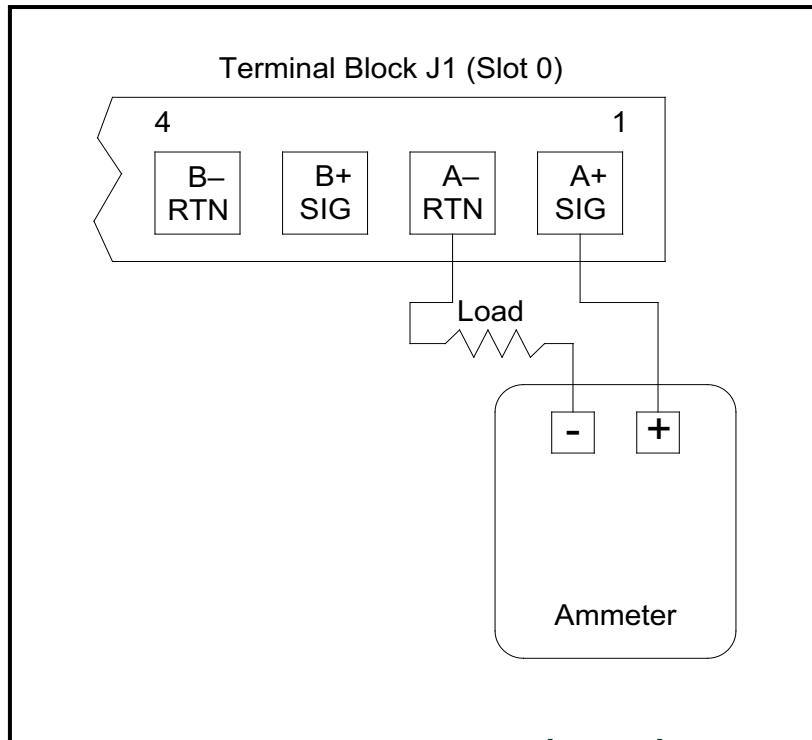 Terminal Block J1 (Slot 0)
4 1
B– B+ A– A+
RTN SIG RTN SIG
Load
- +
Ammeter